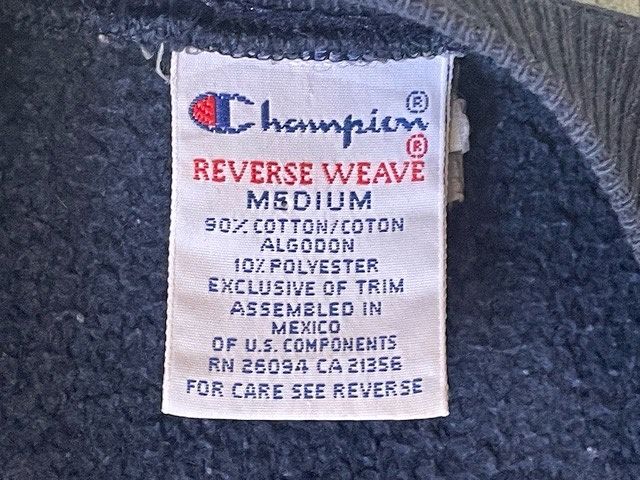 Champion®
REVERSE WEAVE®
MEDIUM
90% COTTON/COTON
ALGODON
10% POLYESTER
EXCLUSIVE OF TRIM
ASSEMBLED IN
MEXICO
OF U.S. COMPONENTS
RN 26094 CA 21356
FOR CARE SEE REVERSE